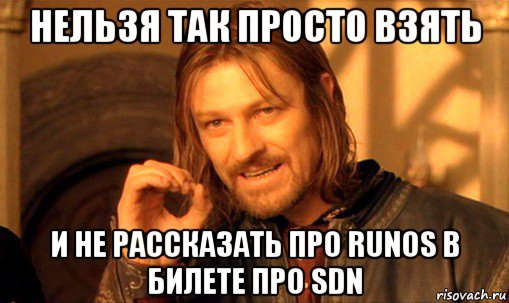 НЕЛЬЗЯ ТАК ПРОСТО ВЗЯТЬ
И НЕ РАССКАЗАТЬ ПРО RUNOS В
БИЛЕТЕ ПРО SDN
risovach.ru